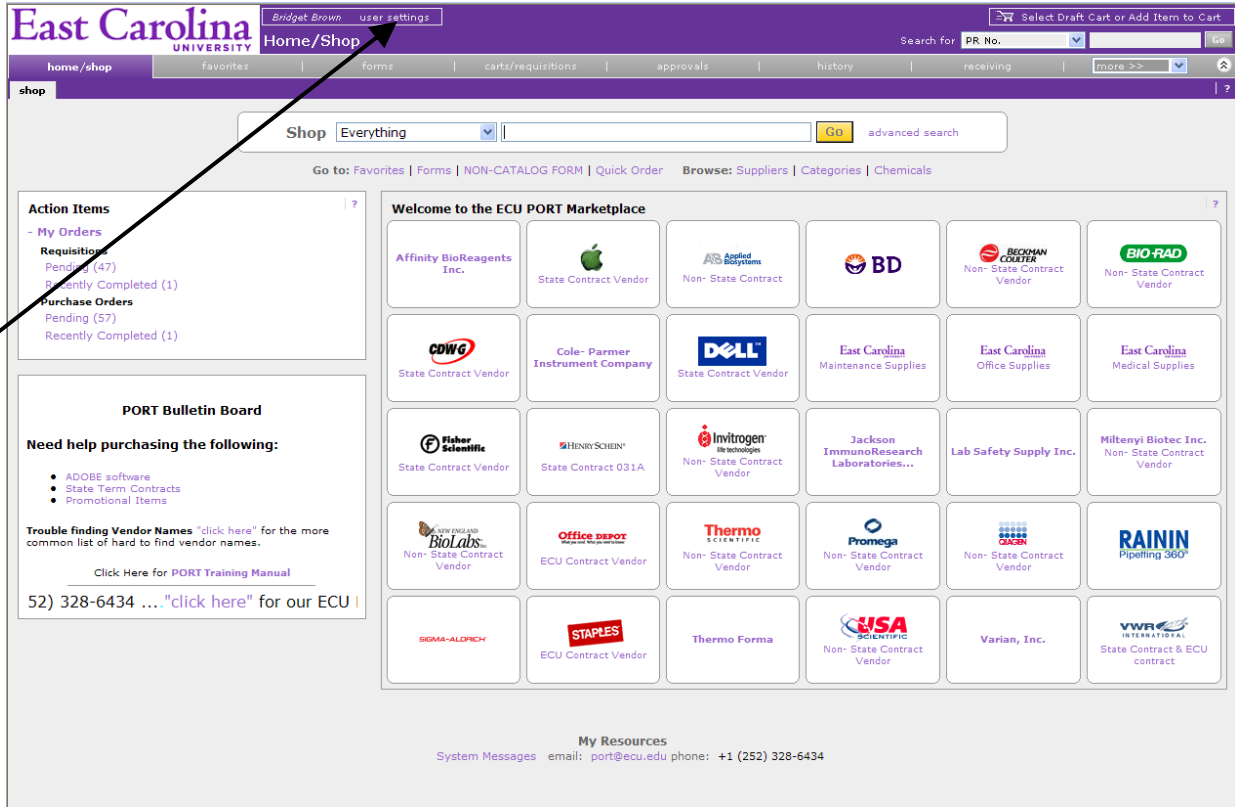 East Carolina
UNIVERSITY
Bridget Brown user settings
Select Draft Cart or Add Item to Cart
Home/Shop
Search for PR No. Go
home/shop favorites | forms | carts/requisitions | approvals | history | receiving | more >>
shop
| ?
Shop Everything Go advanced search
Go to: Favorites | Forms | NON-CATALOG FORM | Quick Order Browse: Suppliers | Categories | Chemicals
Action Items
| ?
- My Orders
Requisitions
Pending (47)
Recently Completed (1)
Purchase Orders
Pending (57)
Recently Completed (1)
PORT Bulletin Board
Need help purchasing the following:
• ADOBE software
• State Term Contracts
• Promotional Items
Trouble finding Vendor Names "click here" for the more
common list of hard to find vendor names.
Click Here for PORT Training Manual
52) 328-6434 ...."click here" for our ECU
Welcome to the ECU PORT Marketplace
| ?
Affinity BioReagents
Inc.
State Contract Vendor
AB Applied
Biosystems
Non- State Contract
BD
BECKMAN
COULTER
Non- State Contract
Vendor
BIO-RAD
Non- State Contract
Vendor
CDWG
State Contract Vendor
Cole- Parmer
Instrument Company
DELL™
State Contract Vendor
East Carolina
Maintenance Supplies
East Carolina
Office Supplies
East Carolina
Medical Supplies
Fisher
Scientific
State Contract Vendor
HENRY SCHEIN®
State Contract 031A
Invitrogen
life technologies
Non- State Contract
Vendor
Jackson
ImmunoResearch
Laboratories...
Lab Safety Supply Inc.
Miltenyi Biotec Inc.
Non- State Contract
Vendor
NEW ENGLAND
BioLabs
Non- State Contract
Vendor
Office DEPOT
What you need. When you need it.
ECU Contract Vendor
Thermo
SCIENTIFIC
Non- State Contract
Vendor
Promega
Non- State Contract
Vendor
QIAGEN
Non- State Contract
Vendor
RAININ
Pipetting 360°
SIGMA-ALDRICH
STAPLES
ECU Contract Vendor
Thermo Forma
USA
SCIENTIFIC
Non- State Contract
Vendor
Varian, Inc.
VWR
INTERNATIONAL
State Contract & ECU
contract
My Resources
System Messages email: port@ecu.edu phone: +1 (252) 328-6434